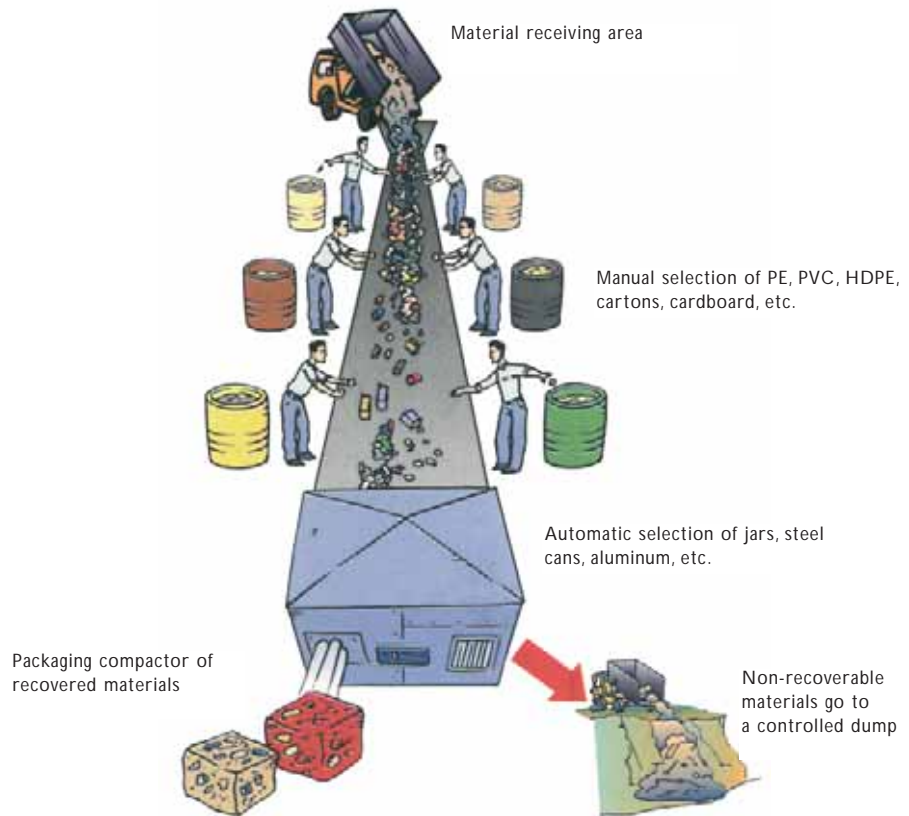 Material receiving area
Manual selection of PE, PVC, HDPE,
cartons, cardboard, etc.
Automatic selection of jars, steel
cans, aluminum, etc.
Packaging compactor of
recovered materials
Non-recoverable
materials go to
a controlled dump